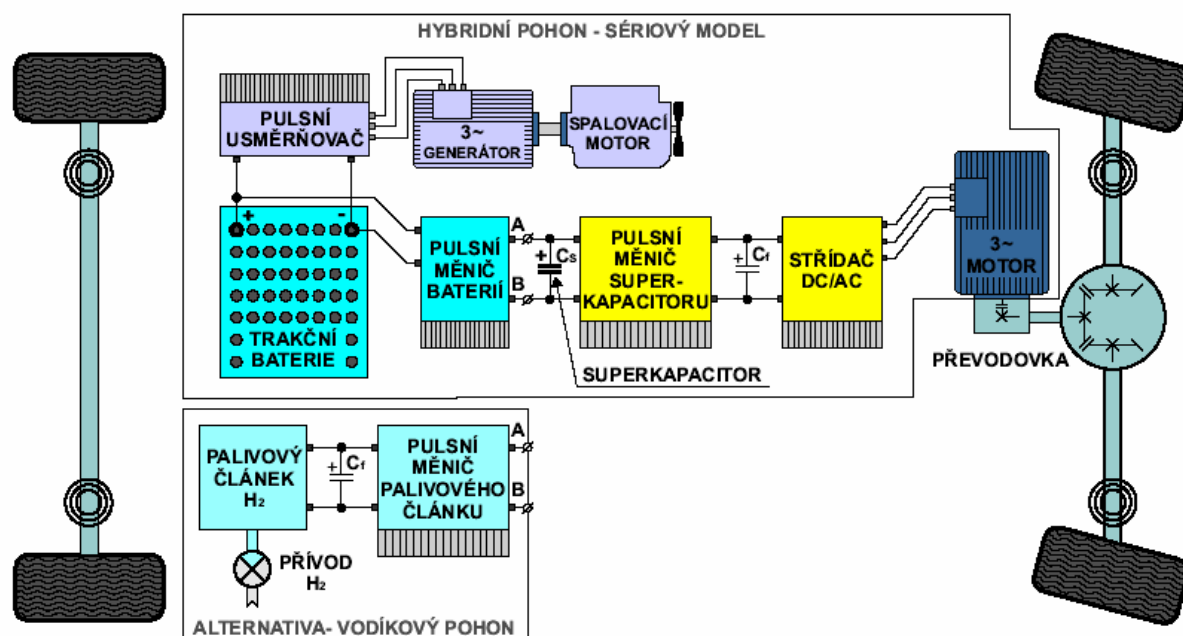 HYBRIDNÍ POHON - SÉRIOVÝ MODEL
PULSNÍ
USMĚRŇOVAČ
3~
GENERÁTOR
SPALOVACÍ
MOTOR
+ -
TRAKČNÍ
BATERIE
PULSNÍ
MĚNIČ
BATERIÍ
A
B
+ Cs
SUPERKAPACITOR
PULSNÍ
MĚNIČ
SUPER-
KAPACITORU
+ Cf
STŘÍDAČ
DC/AC
3~
MOTOR
PŘEVODOVKA
PALIVOVÝ
ČLÁNEK
H2
+ Cf
PULSNÍ
MĚNIČ
PALIVOVÉHO
ČLÁNKU
A
B
PŘÍVOD
H2
ALTERNATIVA- VODÍKOVÝ POHON